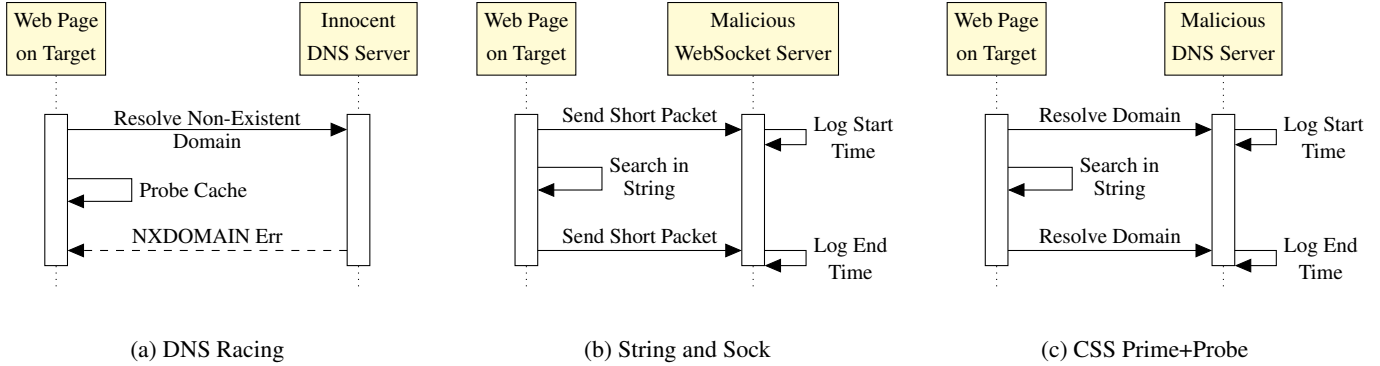 Web Page
on Target
Innocent
DNS Server
Resolve Non-Existent
Domain
Probe Cache
NXDOMAIN Err
(a) DNS Racing
Web Page
on Target
Malicious
WebSocket Server
Send Short Packet
Log Start
Time
Search in
String
Send Short Packet
Log End
Time
(b) String and Sock
Web Page
on Target
Malicious
DNS Server
Resolve Domain
Log Start
Time
Search in
String
Resolve Domain
Log End
Time
(c) CSS Prime+Probe